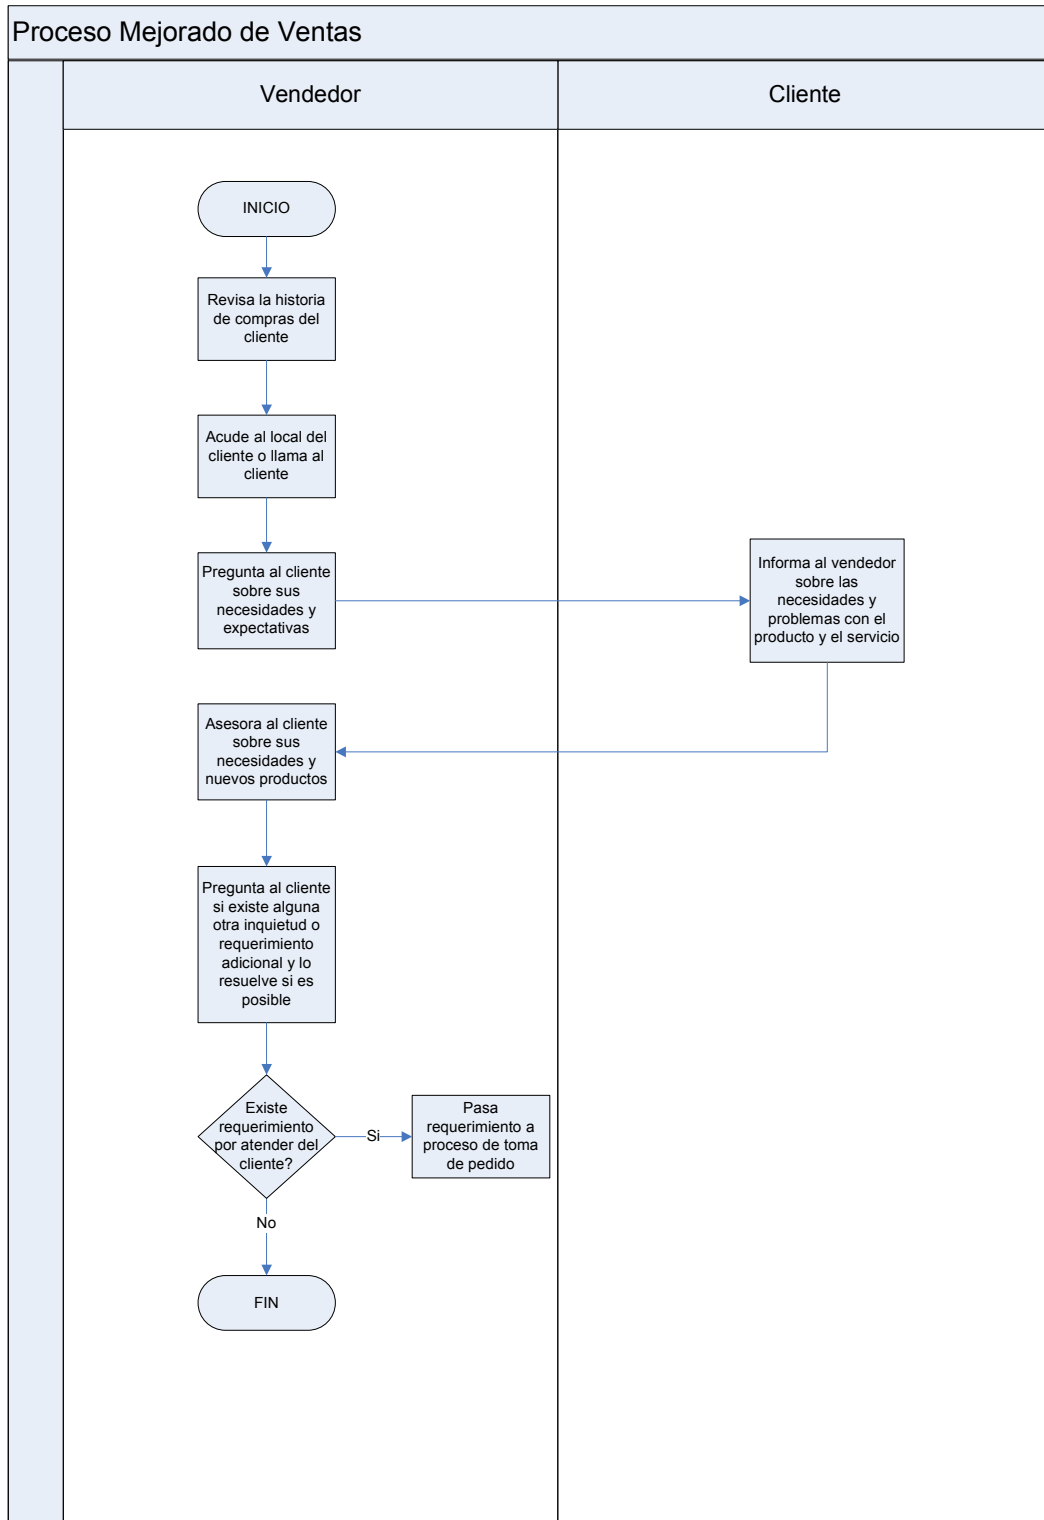 Proceso Mejorado de Ventas
Vendedor
Cliente
INICIO
Revisa la historia
de compras del
cliente
Acude al local del
cliente o llama al
cliente
Pregunta al cliente
sobre sus
necesidades y
expectativas
Informa al vendedor
sobre las
necesidades y
problemas con el
producto y el servicio
Asesora al cliente
sobre sus
necesidades y
nuevos productos
Pregunta al cliente
si existe alguna
otra inquietud o
requerimiento
adicional y lo
resuelve si es
posible
Existe
requerimiento
por atender del
cliente?
Si
Pasa
requerimiento a
proceso de toma
de pedido
No
FIN